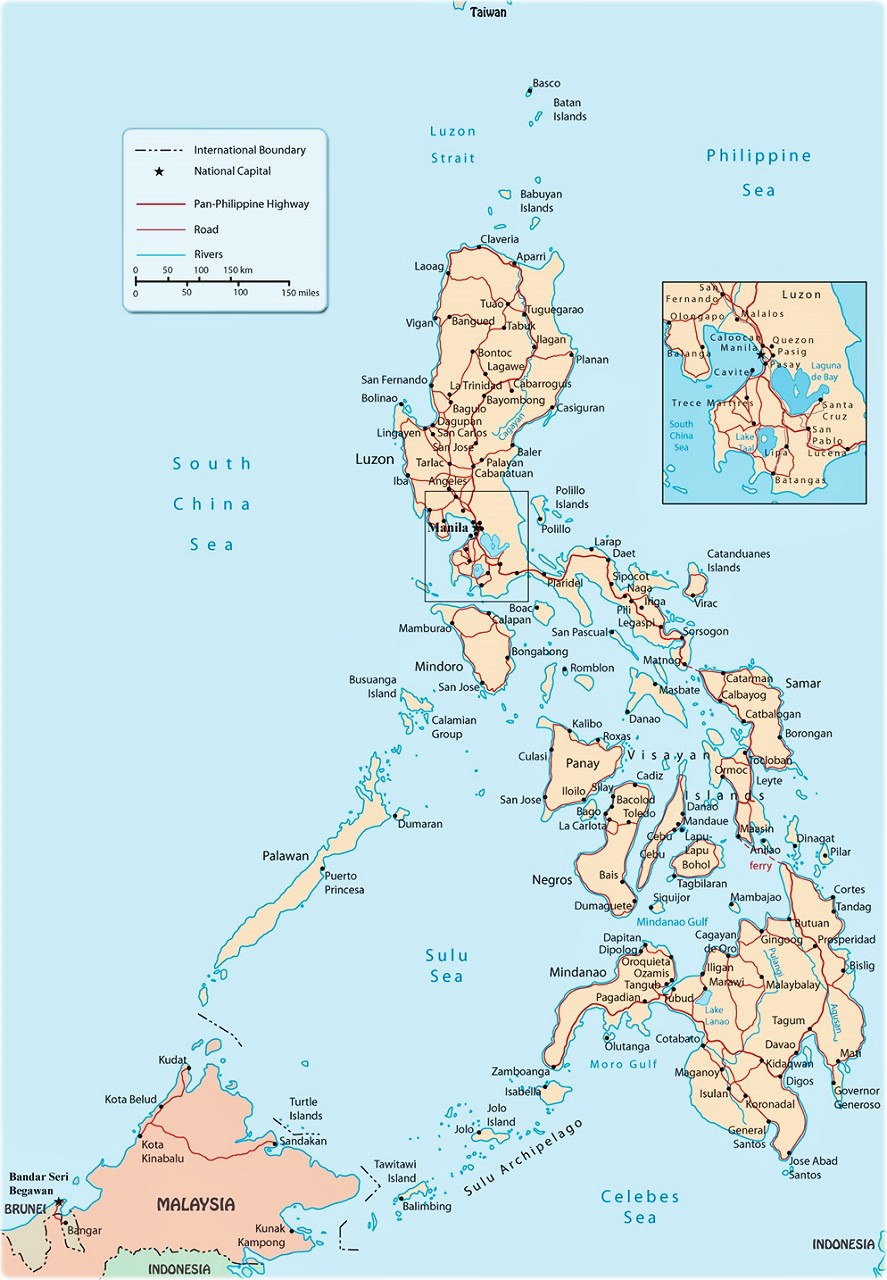 Taiwan
Basco
Batan
Islands
Luzon
Strait
Philippine
Sea
International Boundary
National Capital
Pan-Philippine Highway
Road
Rivers
0 50 100 150 km
0 50 100 150 miles
Babuyan
Islands
Claveria
Aparri
Laoag
Tuao
Tuguegarao
Vigan
Bangued
Tabuk
Ilagan
Bontoc
Planan
Lagawe
San Fernando
La Trinidad
Cabarroguis
Bolinao
Bayombong
Baguio
Casiguran
Dagupan
Cagayan
Lingayen
San Carlos
San Jose
Baler
Luzon
Tarlac
Palayan
Cabanatuan
Iba
Angeles
Polillo
Islands
Manila
Polillo
South
China
Sea
San
Fernando
Luzon
Olongapo
Malalos
Caloocan
Quezon
Manila
Pasig
Balanga
Pasay
Laguna
de Bay
Cavite
Trece Martires
Santa
Cruz
South
China
Sea
San
Pablo
Lake
Taal
Lipa
Lucena
Batangas
Larap
Daet
Catanduanes
Islands
Plaridel
Sipocot
Naga
Iriga
Pili
Virac
Boac
Calapan
Legaspi
Mamburao
San Pascual
Sorsogon
Bongabong
Matnog
Mindoro
Romblon
Catarman
Samar
Busuanga
Island
San Jose
Masbate
Calbayog
Calamian
Group
Danao
Catbalogan
Kalibo
Borongan
Roxas
Culasi
Visayan
Islands
Panay
Tocloban
Ormoc
Cadiz
Leyte
Iloilo
Silay
San Jose
Bacolod
Danao
Bago
Toledo
Mandaue
La Carlota
Maasin
Dumaran
Cebu
Lapu-
Lapu
Anilao
Dinagat
Cebu
Bohol
Pilar
Palawan
ferry
Puerto
Princesa
Negros
Bais
Tagbilaran
Cortes
Siquijor
Mambajao
Dumaguete
Tandag
Mindanao Gulf
Butuan
Cagayan
de Oro
Dapitan
Dipolog
Gingoog
Prosperidad
Sulu
Sea
Oroquieta
Pulangi
Bislig
Mindanao
Ozamis
Iligan
Tangub
Marawi
Malaybalay
Pagadian
Tubud
Lake
Lanao
Agusan
Tagum
Olutanga
Cotabato
Davao
Mati
Moro Gulf
Kidaqwan
Zamboanga
Maganoy
Digos
Isabella
Isulan
Governor
Generoso
Koronadal
Kudat
Kota Belud
Turtle
Islands
Jolo
Island
General
Santos
Jolo
Kota
Kinabalu
Sandakan
Sulu Archipelago
Jose Abad
Santos
Tawitawi
Island
Bandar Seri
Begawan
Balimbing
Celebes
Sea
BRUNEI
MALAYSIA
Bangar
Kunak
Kampong
INDONESIA
INDONESIA